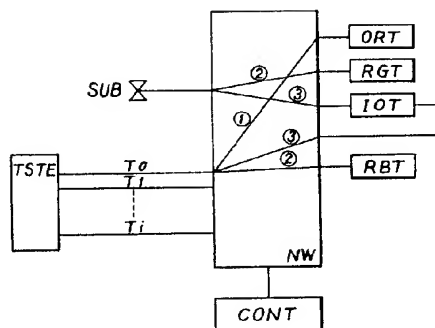 ORT
② RGT
SUB ③ IOT
①
③
TSTE To ② RBT
T1
Ti
NW
CONT